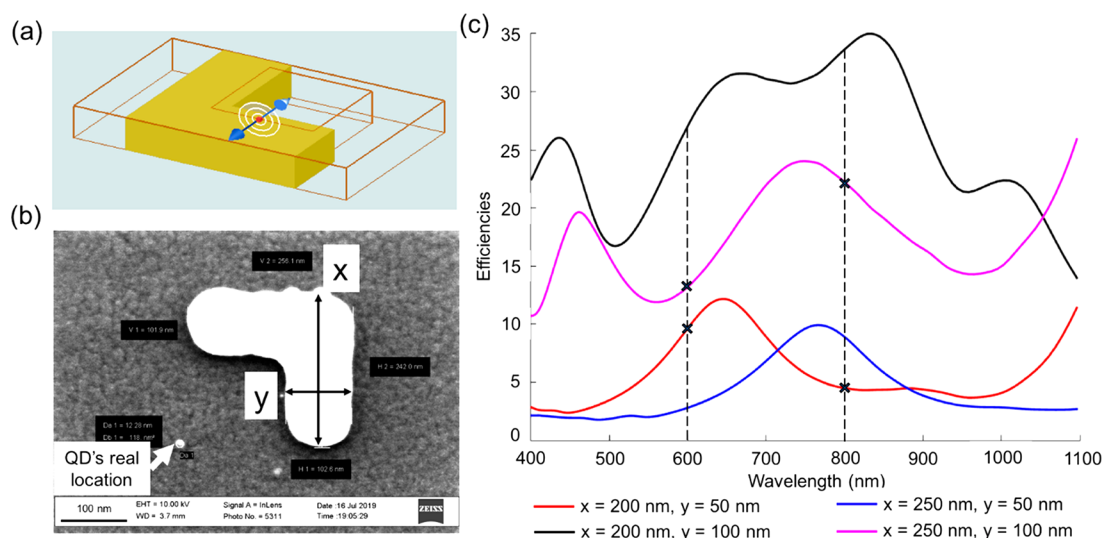 (a)
(b)
V 2 = 256.1 nm
x
V 1 = 101.9 nm
H 2 = 242.0 nm
y
Da 1 = 12.28 nm
QD's real
location
Da 1
H 1 = 102.6 nm
100 nm
EHT = 10.00 kV
WD = 3.7 mm
Signal A = InLens
Photo No. = 5311
Date :16 Jul 2019
Time :19:05:29
ZEISS
(c)
Efficiencies
35
30
25
20
15
10
5
0
400 500 600 700 800 900 1000 1100
Wavelength (nm)
x = 200 nm, y = 50 nm
x = 250 nm, y = 50 nm
x = 200 nm, y = 100 nm
x = 250 nm, y = 100 nm